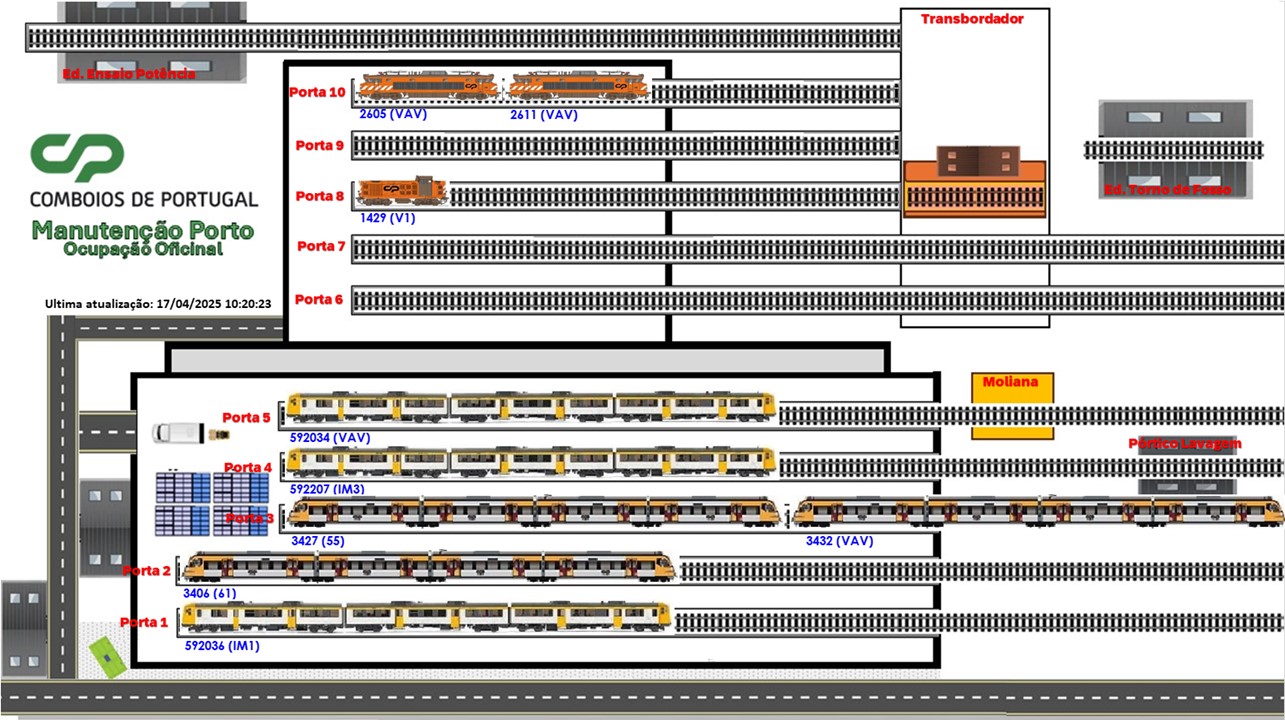 Transbordador
Ed. Ensaio Potência
Porta 10
2605 (VAV)
2611 (VAV)
Porta 9
CP
COMBOIOS DE PORTUGAL
Manutenção Porto
Ocupação Oficinal
Porta 8
1429 (V1)
Ed. Torno de Fosso
Porta 7
Porta 6
Ultima atualização: 17/04/2025 10:20:23
Moliana
Porta 5
592034 (VAV)
Pórtico Lavagem
Porta 4
592207 (IM3)
Porta 3
3427 (55)
3432 (VAV)
Porta 2
3406 (61)
Porta 1
592036 (IM1)